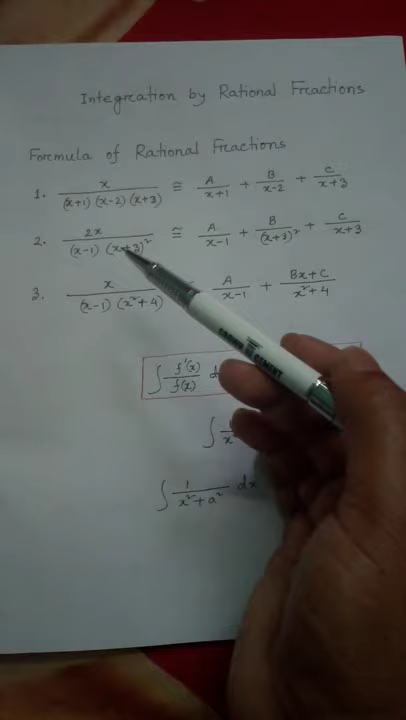 Integration by Rational Fractions
Formula of Rational Fractions
1. x/((x+1)(x-2)(x+3)) ≅ A/(x+1) + B/(x-2) + C/(x+3)
2. 2x/((x-1)(x+3)²) ≅ A/(x-1) + B/(x+3)² + C/(x+3)
3. x/((x-1)(x²+4)) A/(x-1) + (Bx+C)/(x²+4)
∫ f'(x)/f(x) d
∫ 1/x
∫ 1/(x²+a²) dx